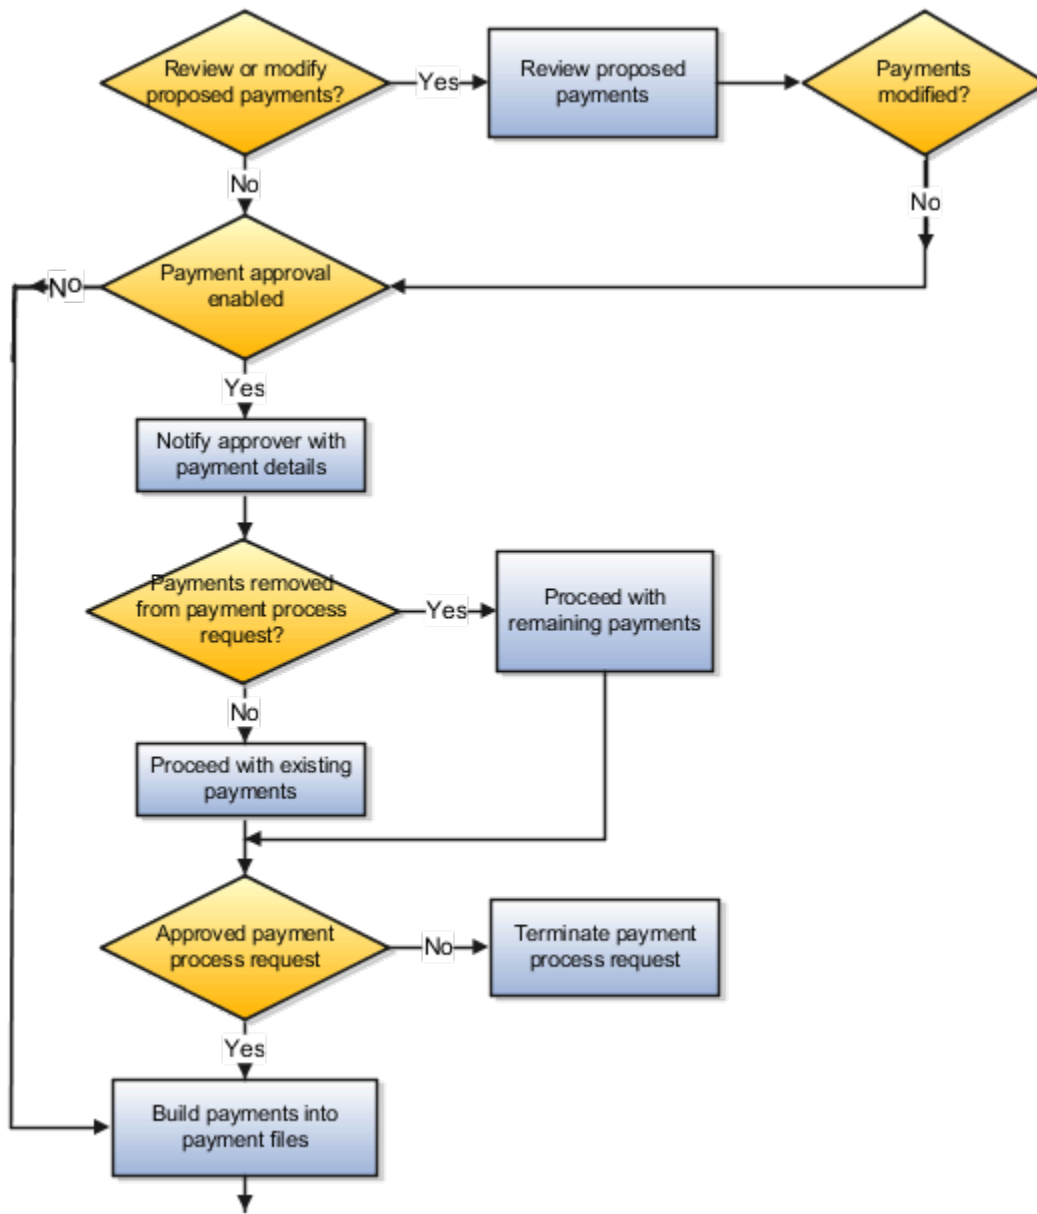 Review or modify
proposed payments?
Yes
Review proposed
payments
Payments
modified?
No
No
Payment approval
enabled
No
Yes
Notify approver with
payment details
Payments removed
from payment process
request?
Yes
Proceed with
remaining payments
No
Proceed with existing
payments
Approved payment
process request
No
Terminate payment
process request
Yes
Build payments into
payment files